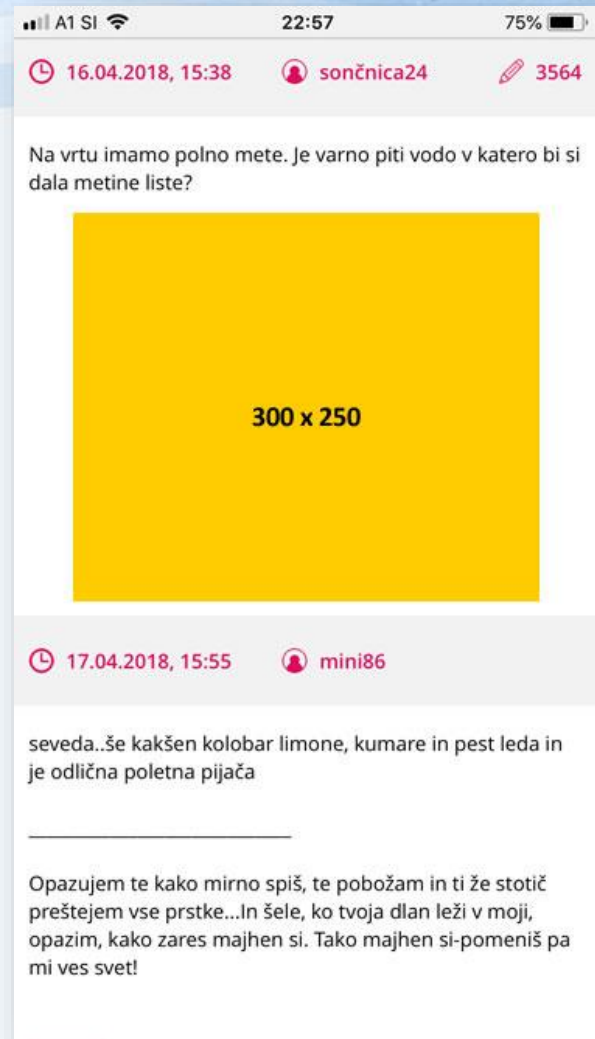 A1 SI 22:57 75%
16.04.2018, 15:38 sončnica24 3564
Na vrtu imamo polno mete. Je varno piti vodo v katero bi si
dala metine liste?
300 x 250
17.04.2018, 15:55 mini86
seveda..še kakšen kolobar limone, kumare in pest leda in
je odlična poletna pijača
Opazujem te kako mirno spiš, te pobožam in ti že stotič
preštejem vse prstke...In šele, ko tvoja dlan leži v moji,
opazim, kako zares majhen si. Tako majhen si-pomeniš pa
mi ves svet!